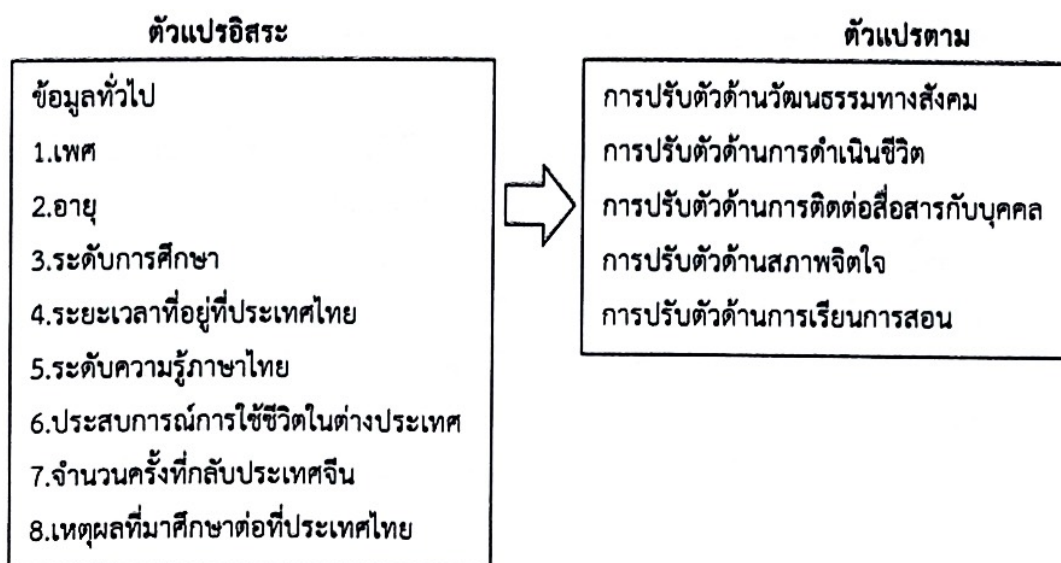 ตัวแปรอิสระ
ข้อมูลทั่วไป
1.เพศ
2.อายุ
3.ระดับการศึกษา
4.ระยะเวลาที่อยู่ที่ประเทศไทย
5.ระดับความรู้ภาษาไทย
6.ประสบการณ์การใช้ชีวิตในต่างประเทศ
7.จำนวนครั้งที่กลับประเทศจีน
8.เหตุผลที่มาศึกษาต่อที่ประเทศไทย
ตัวแปรตาม
การปรับตัวด้านวัฒนธรรมทางสังคม
การปรับตัวด้านการดำเนินชีวิต
การปรับตัวด้านการติดต่อสื่อสารกับบุคคล
การปรับตัวด้านสภาพจิตใจ
การปรับตัวด้านการเรียนการสอน